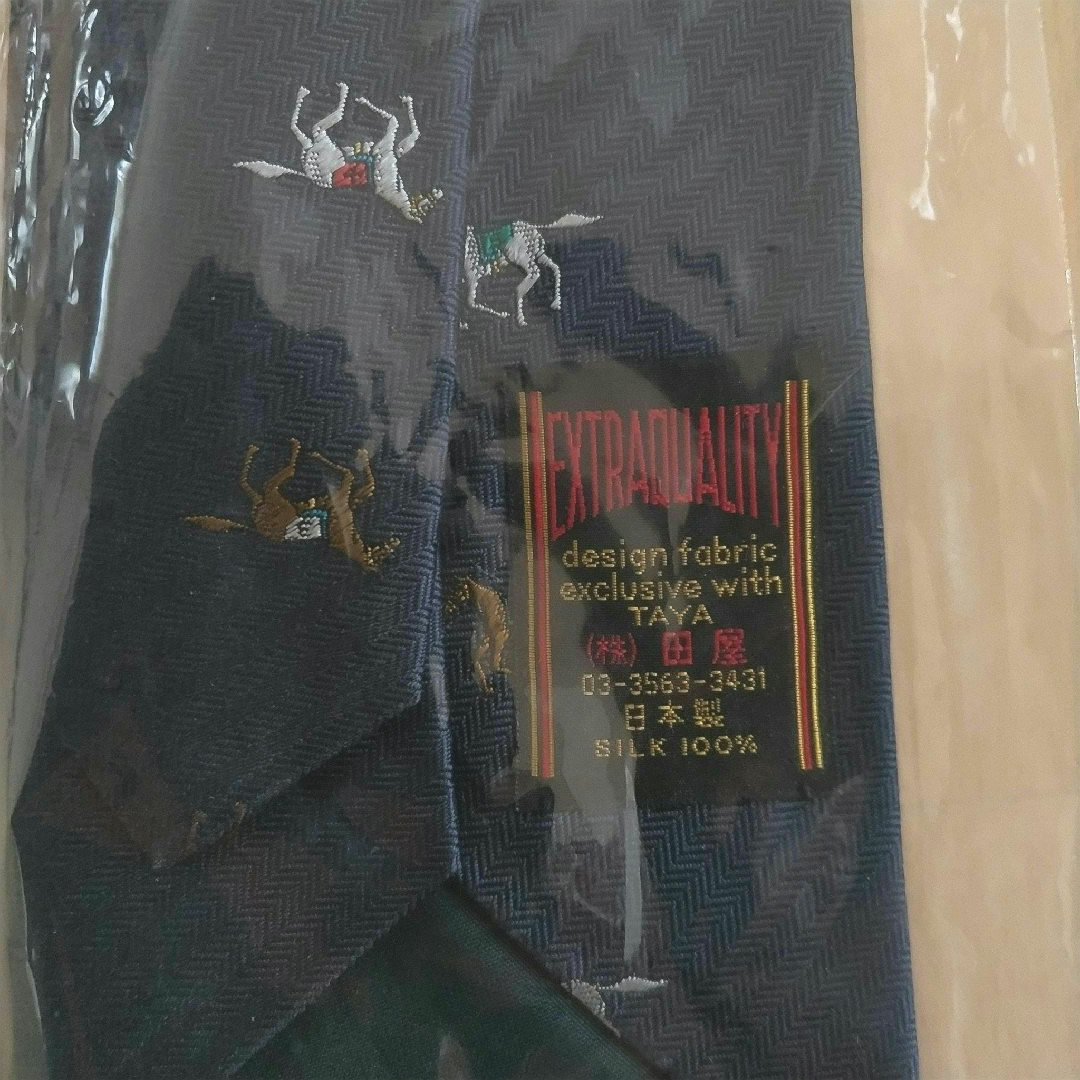 EXTRAQUALITY
design fabric
exclusive with
TAYA
(株) 田屋
03-3563-3431
日本製
SILK 100%